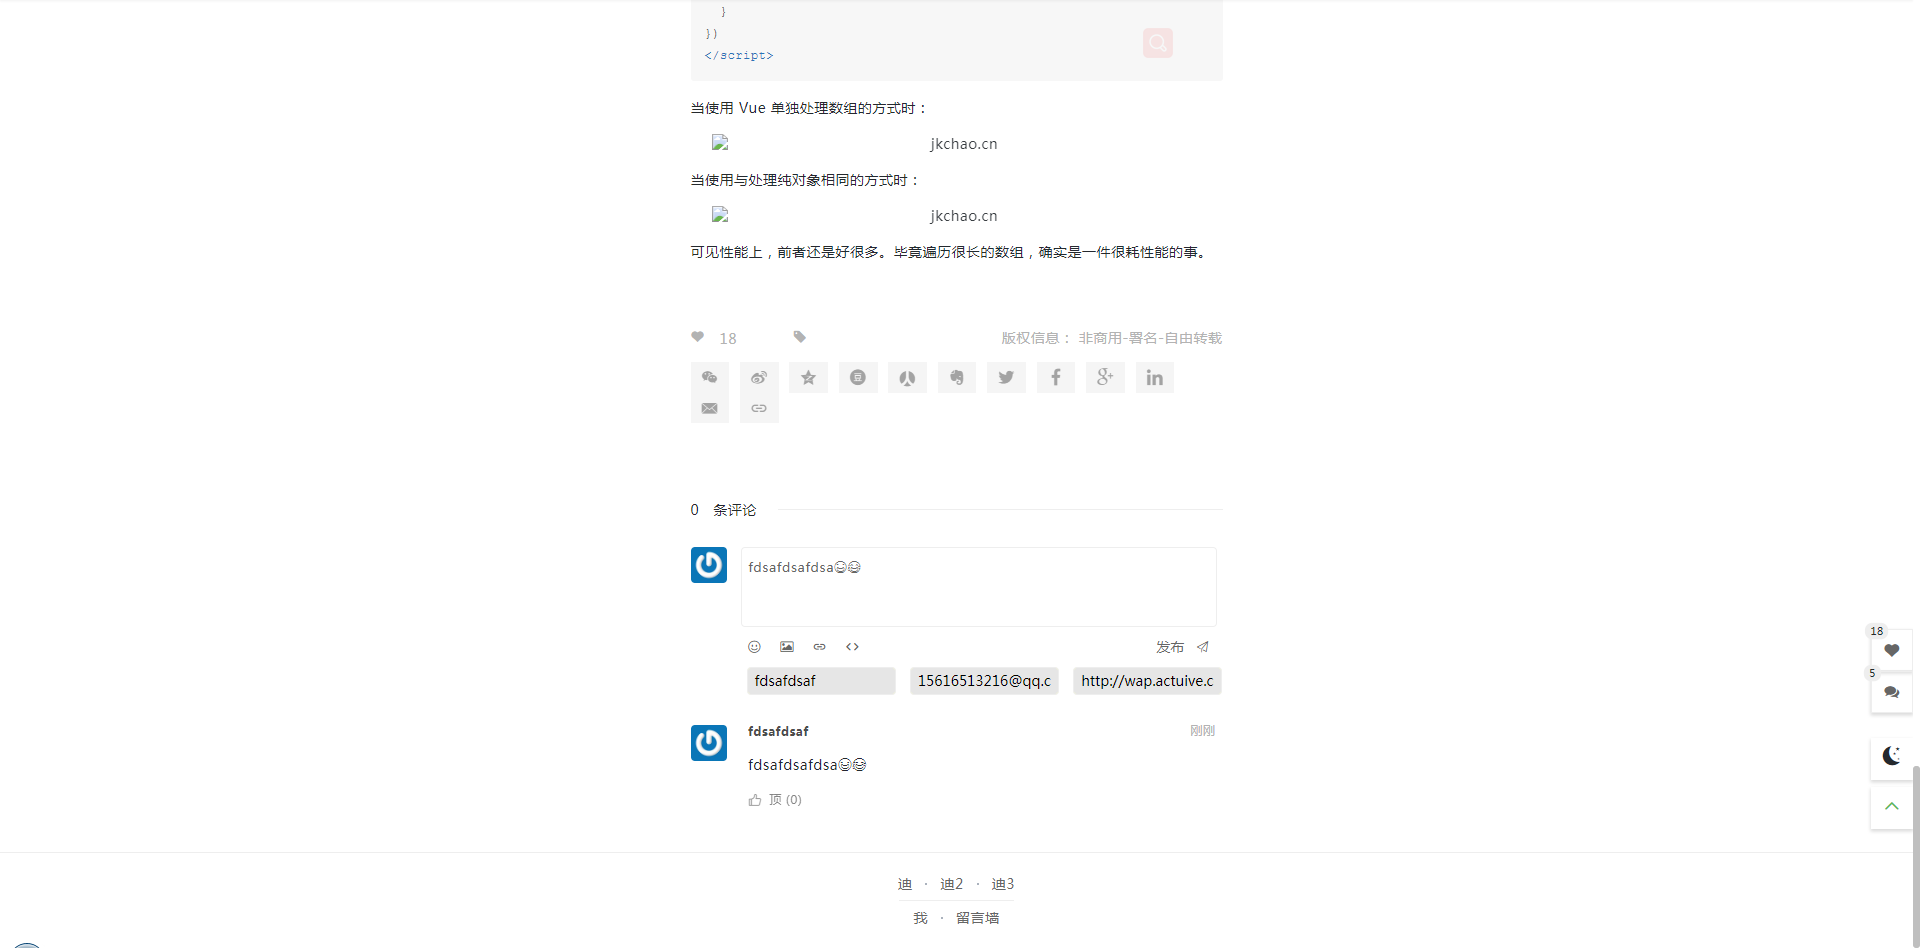 }
})
</script>
当使用 Vue 单独处理数组的方式时：
jkchao.cn
当使用与处理纯对象相同的方式时：
jkchao.cn
可见性能上，前者还是好很多。毕竟遍历很长的数组，确实是一件很耗性能的事。
18
版权信息： 非商用-署名-自由转载
0 条评论
fdsafdsafdsa😂😂
发布
fdsafdsaf
15616513216@qq.c
http://wap.actuive.c
18
5
fdsafdsaf
刚刚
fdsafdsafdsa😂😂
顶 (0)
迪 · 迪2 · 迪3
我 · 留言墙